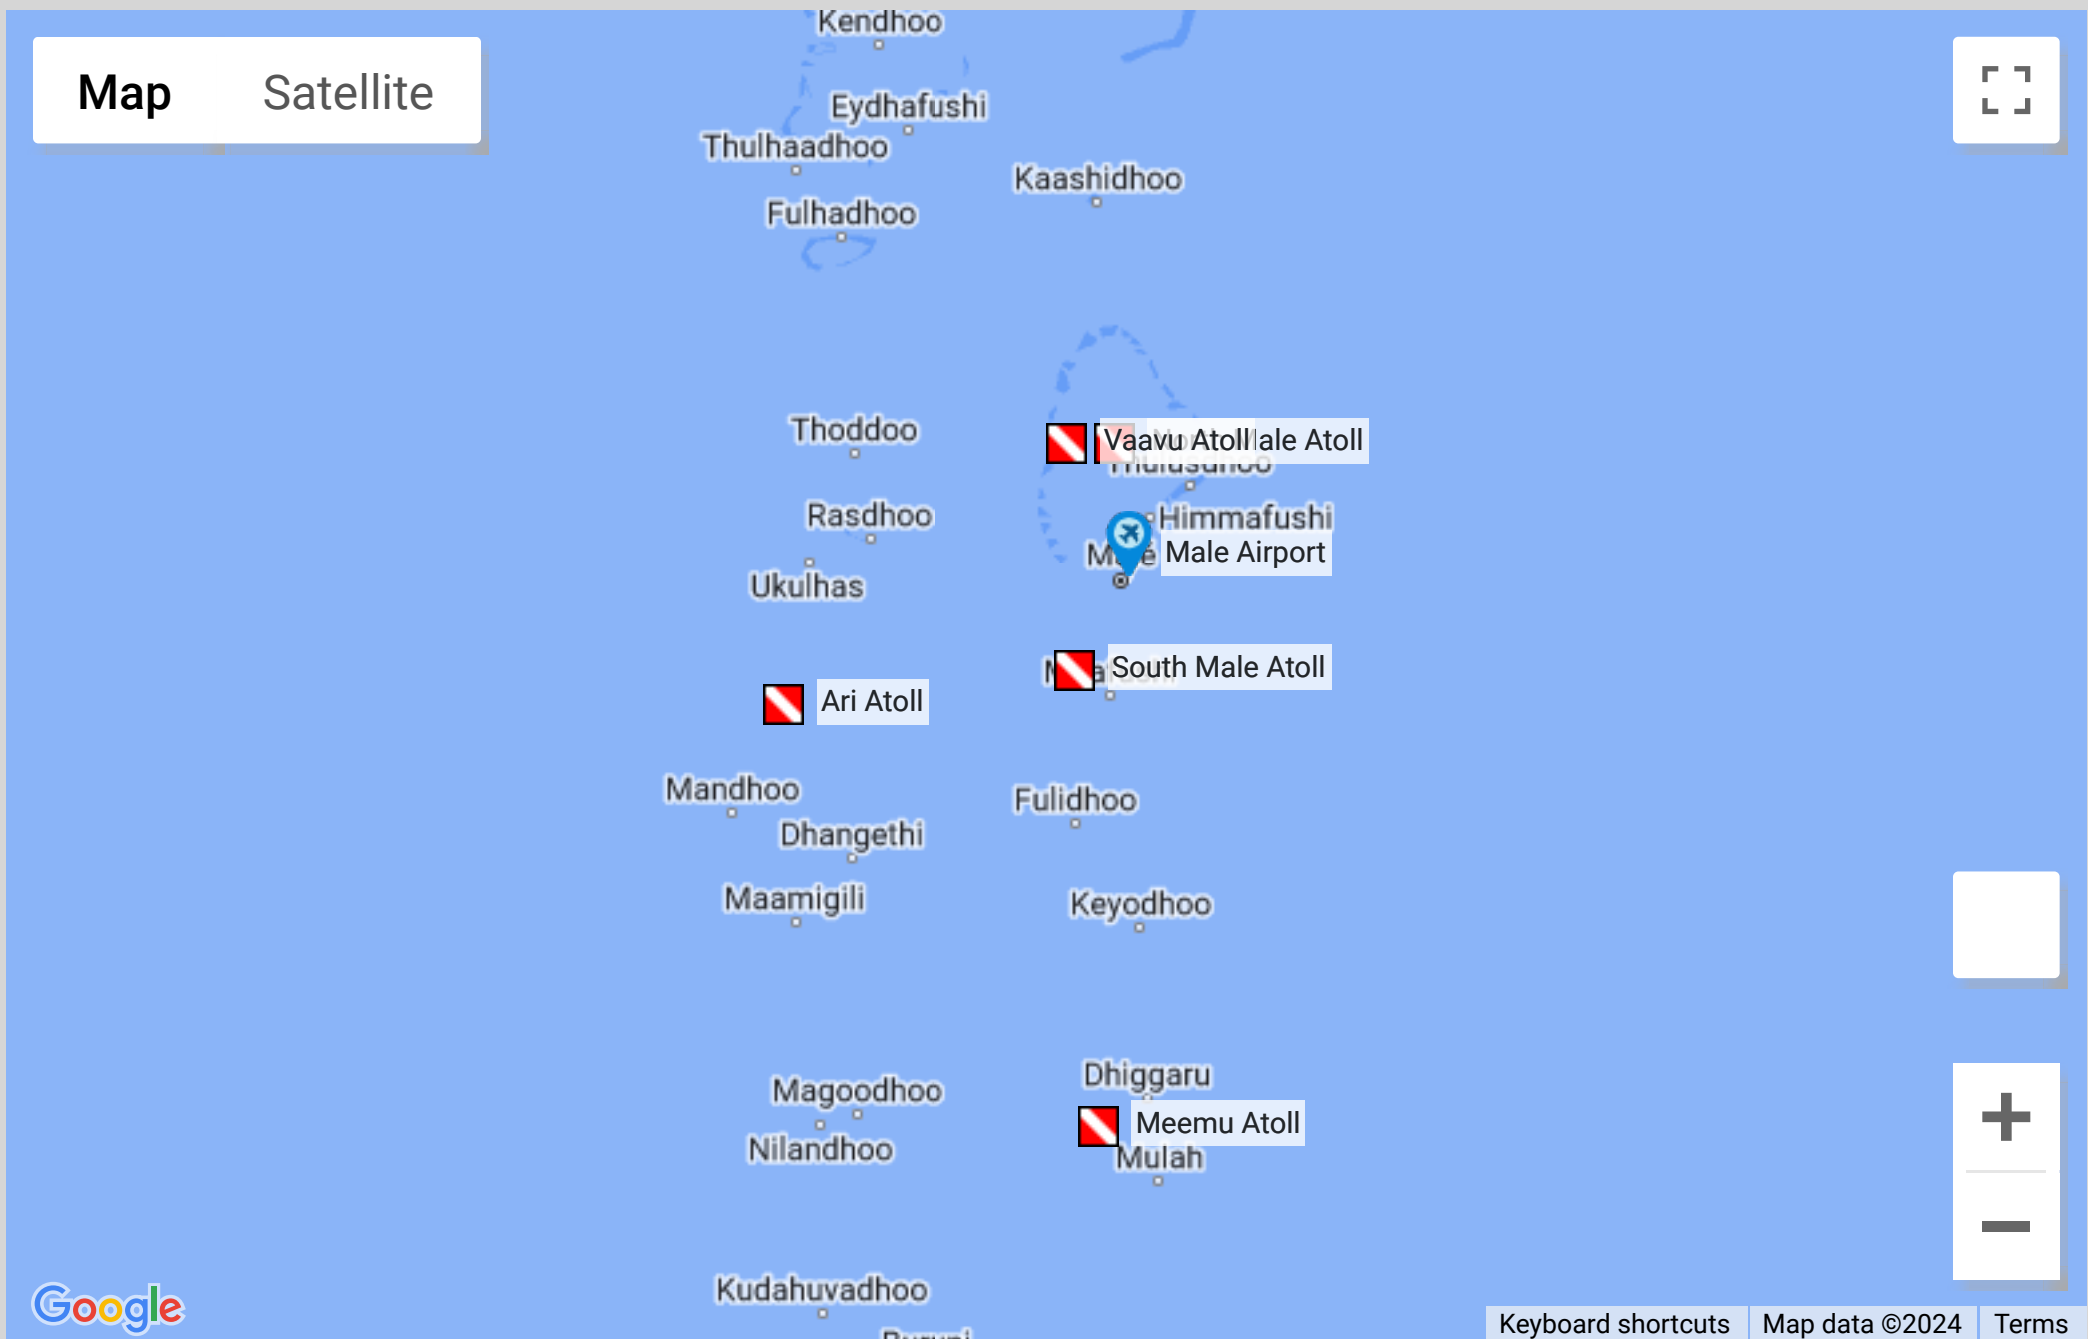 Kendhoo
Map Satellite
Eydhafushi
Thulhaadhoo
Kaashidhoo
Fulhadhoo
Thoddoo
Vaavu Atoll
Male Atoll
Thulusdhoo
Rasdhoo
Himmafushi
Male Airport
Ukulhas
South Male Atoll
Ari Atoll
Mandhoo
Fulidhoo
Dhangethi
Maamigili
Keyodhoo
Dhiggaru
Magoodhoo
Meemu Atoll
Nilandhoo
Mulah
Kudahuvadhoo
Google
Keyboard shortcuts
Map data ©2024
Terms